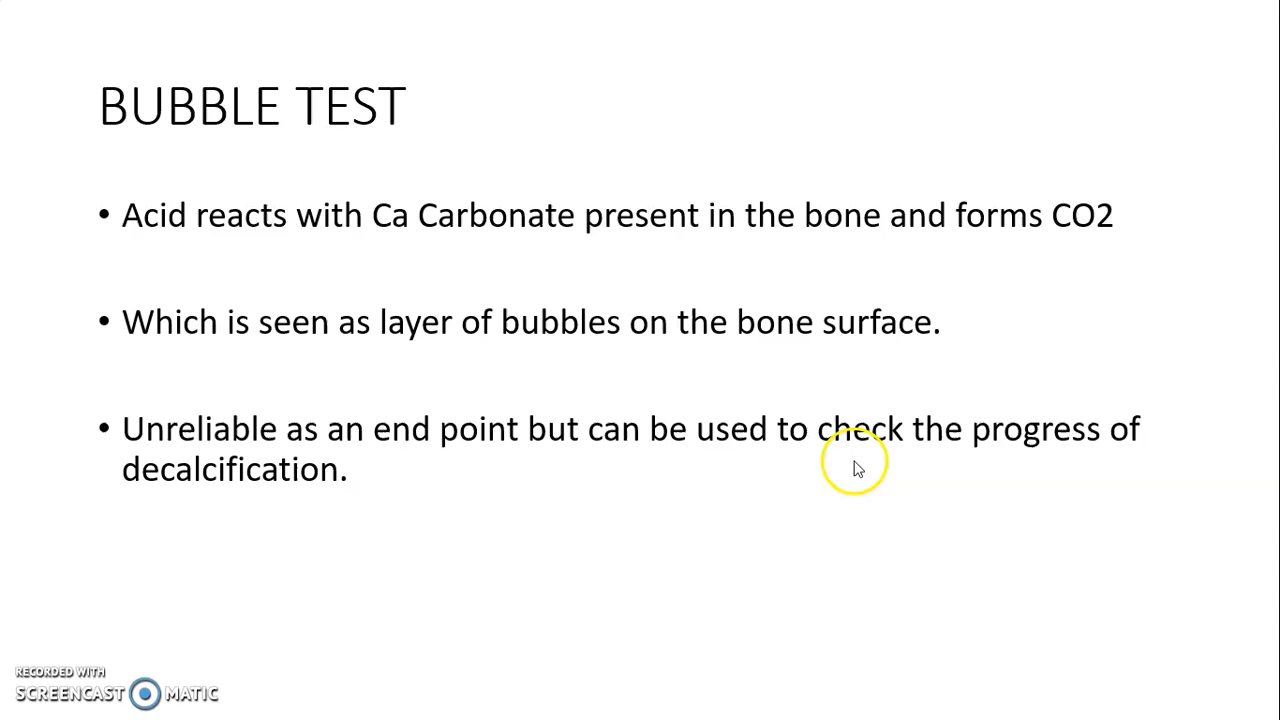 BUBBLE TEST
• Acid reacts with Ca Carbonate present in the bone and forms CO2
• Which is seen as layer of bubbles on the bone surface.
• Unreliable as an end point but can be used to check the progress of
decalcification.
RECORDED WITH
SCREENCAST MATIC